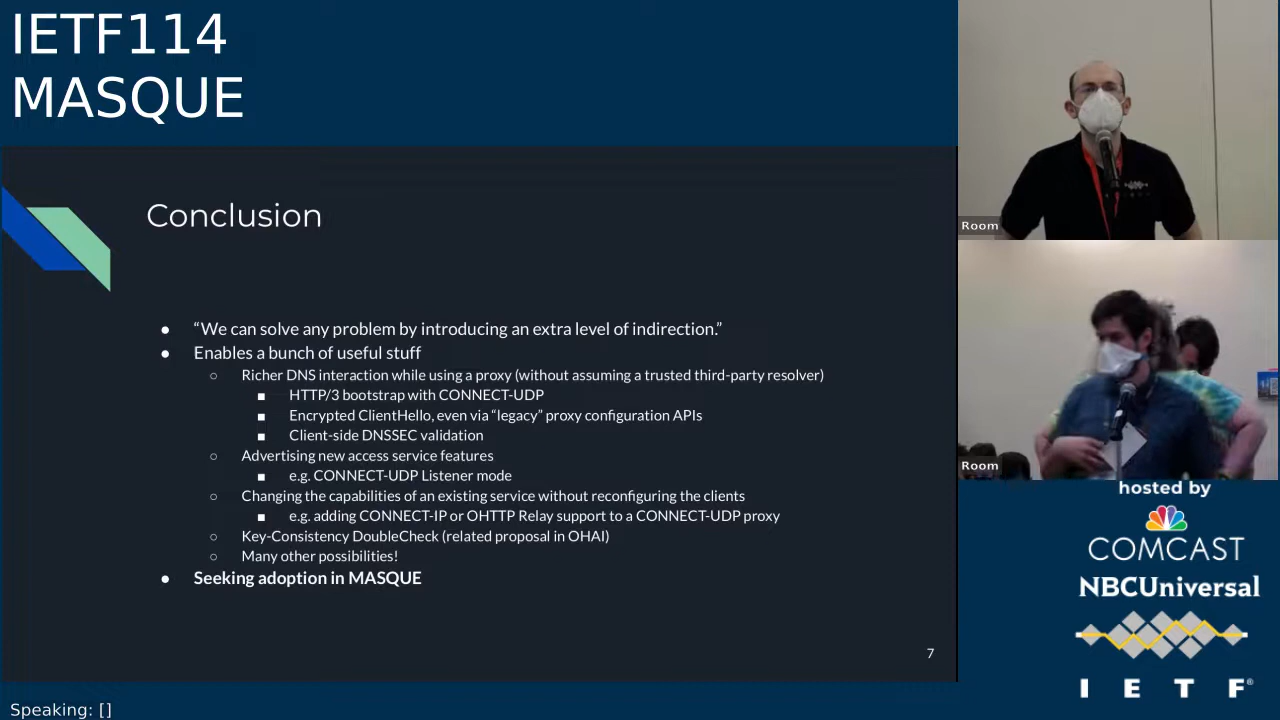 IETF114
MASQUE
Conclusion
● “We can solve any problem by introducing an extra level of indirection.”
● Enables a bunch of useful stuff
○ Richer DNS interaction while using a proxy (without assuming a trusted third-party resolver)
■ HTTP/3 bootstrap with CONNECT-UDP
■ Encrypted ClientHello, even via “legacy” proxy configuration APIs
■ Client-side DNSSEC validation
○ Advertising new access service features
■ e.g. CONNECT-UDP Listener mode
○ Changing the capabilities of an existing service without reconfiguring the clients
■ e.g. adding CONNECT-IP or OHTTP Relay support to a CONNECT-UDP proxy
○ Key-Consistency DoubleCheck (related proposal in OHAI)
○ Many other possibilities!
● Seeking adoption in MASQUE
7
Speaking: []
Room
Room
hosted by
COMCAST
NBCUniversal
I E T F®